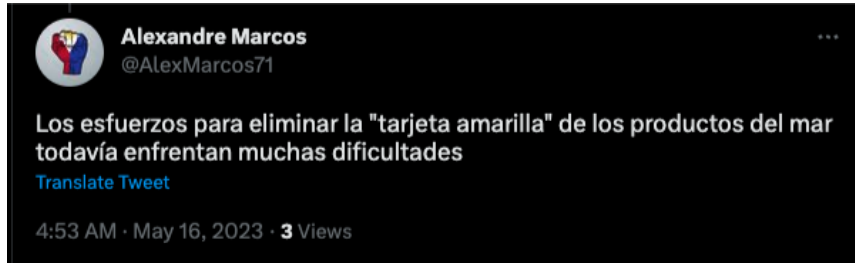 Alexandre Marcos
@AlexMarcos71
Los esfuerzos para eliminar la "tarjeta amarilla" de los productos del mar
todavía enfrentan muchas dificultades
Translate Tweet
4:53 AM · May 16, 2023 · 3 Views